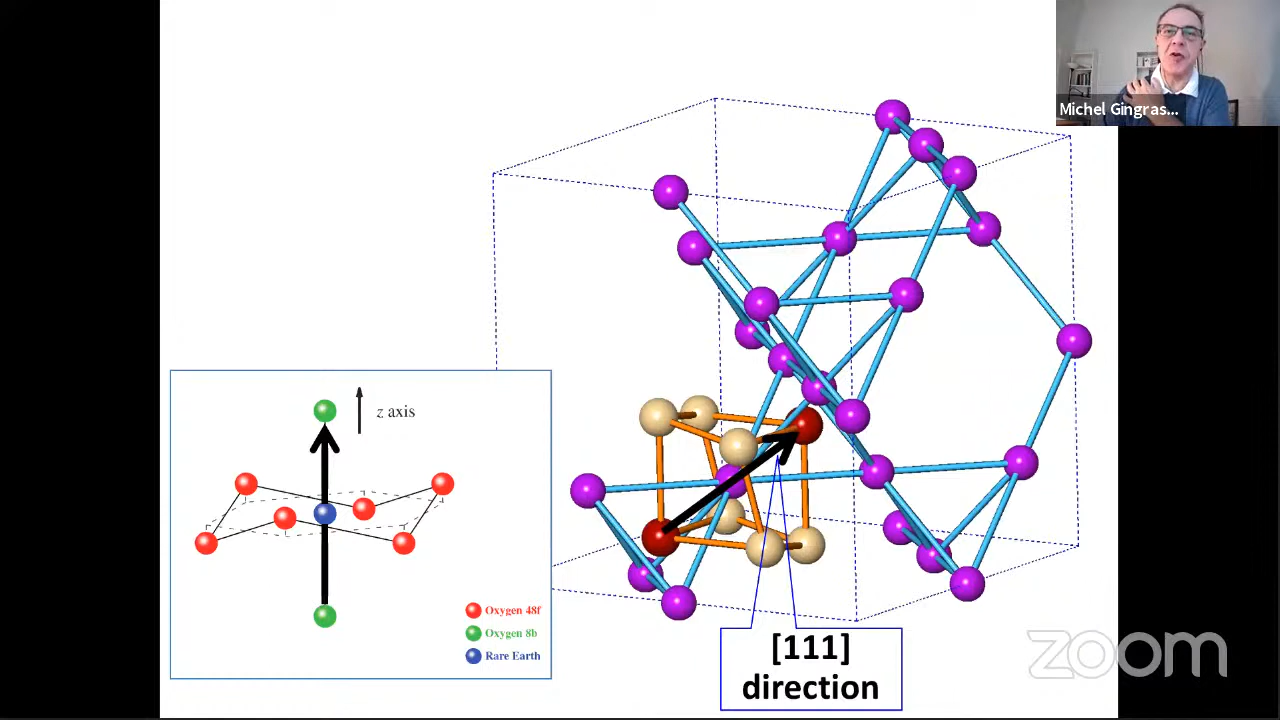 Michel Gingras...
z axis
Oxygen 48f
Oxygen 8b
Rare Earth
[111]
direction
zoom